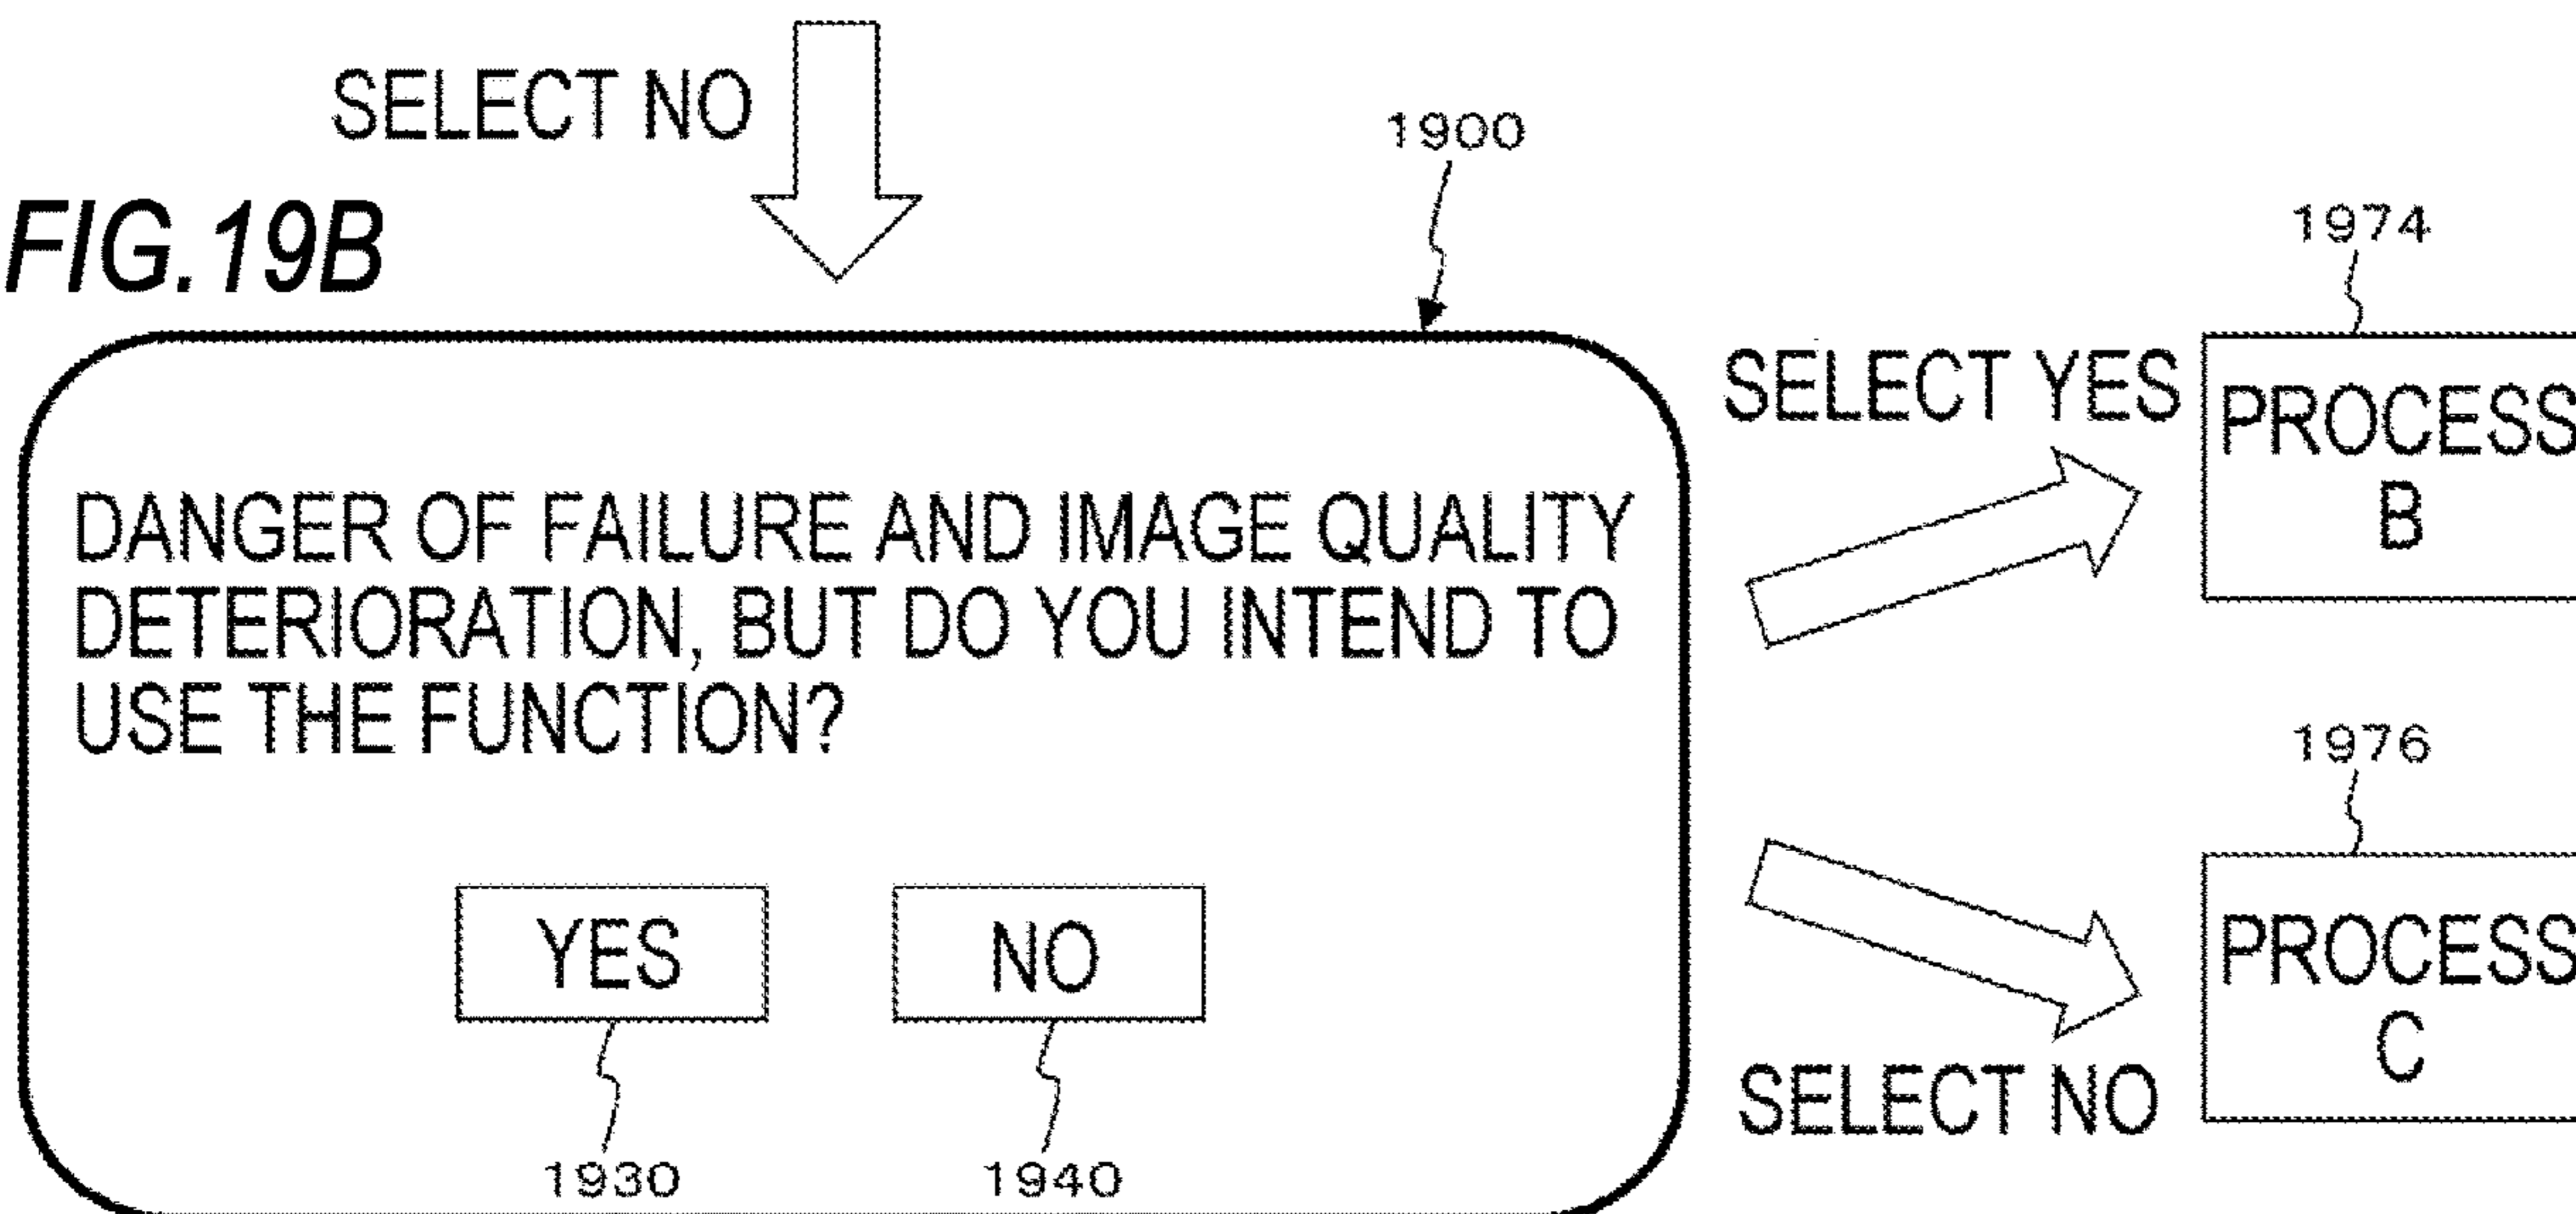 SELECT NO
1900
FIG.19B
1974
SELECT YES
PROCESS
B
DANGER OF FAILURE AND IMAGE QUALITY
DETERIORATION, BUT DO YOU INTEND TO
USE THE FUNCTION?
1976
YES
NO
PROCESS
C
SELECT NO
1930
1940